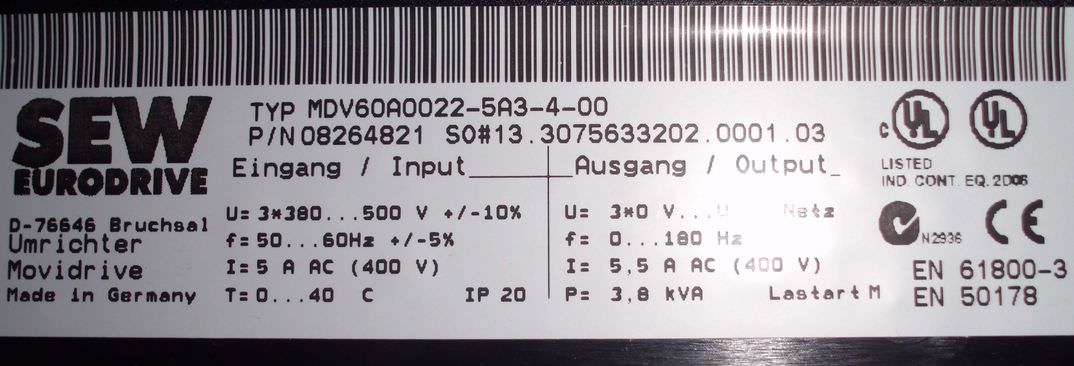 SEW
EURODRIVE
D-76646 Bruchsal
Umrichter
Movidrive
Made in Germany
TYP MDV60A0022-5A3-4-00
P/N 08264821 SO#13.3075633202.0001.03
Eingang / Input
U= 3*380...500 V +/-10%
f= 50...60Hz +/-5%
I= 5 A AC (400 V)
T= 0...40 C IP 20
Ausgang / Output
U= 3*0 V...U Netz
f= 0...180 Hz
I= 5,5 A AC (400 V)
P= 3,8 kVA Lastart M
c UL UL
LISTED
IND. CONT. EQ. 2D06
N2936 CE
EN 61800-3
EN 50178